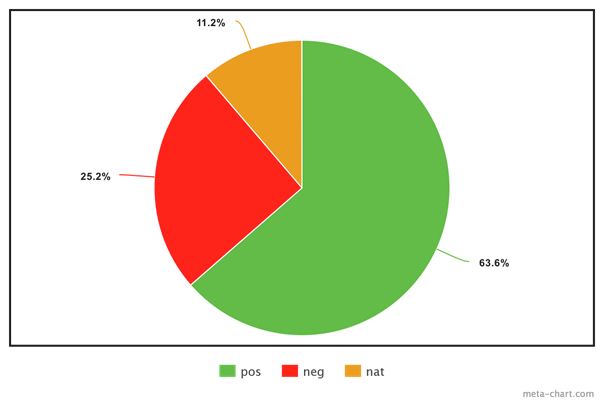 11.2%
25.2%
63.6%
pos neg nat
meta-chart.com